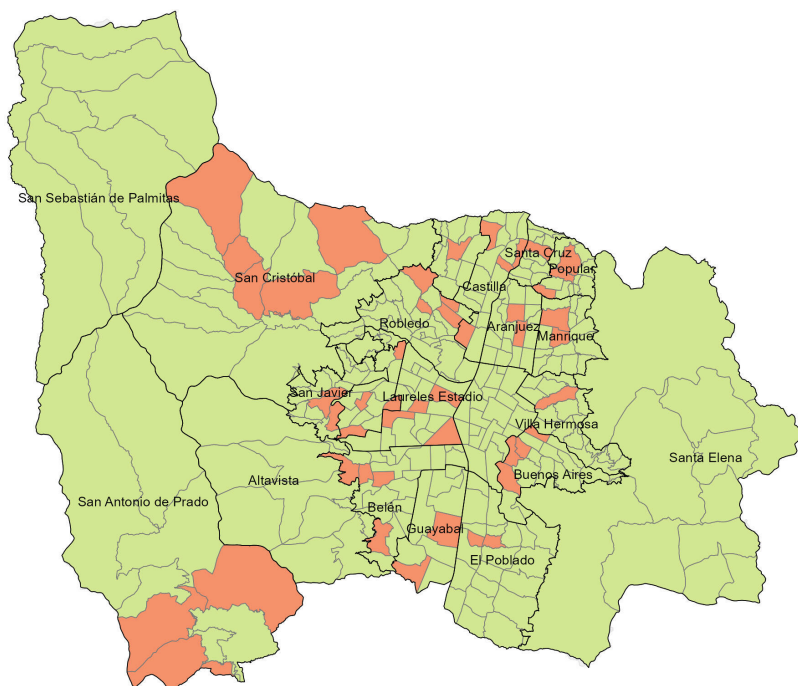 San Sebastián de Palmitas
San Cristóbal
Santa Cruz
Popular
Castilla
Robledo
Aranjuez
Manrique
San Javier
Laureles Estadio
Villa Hermosa
Santa Elena
Altavista
Buenos Aires
San Antonio de Prado
Belén
Guayabal
El Poblado